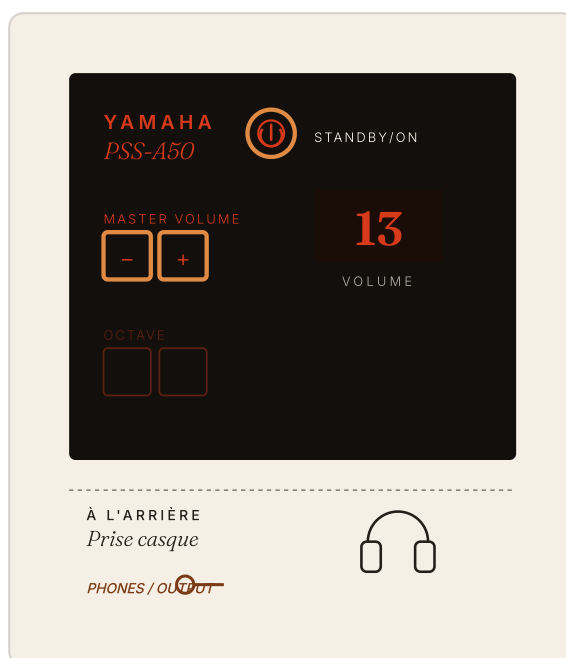 YAMAHA
PSS-A50
STANDBY/ON
MASTER VOLUME
− +
13
VOLUME
OCTAVE
À L'ARRIÈRE
Prise casque
PHONES / OUTPUT